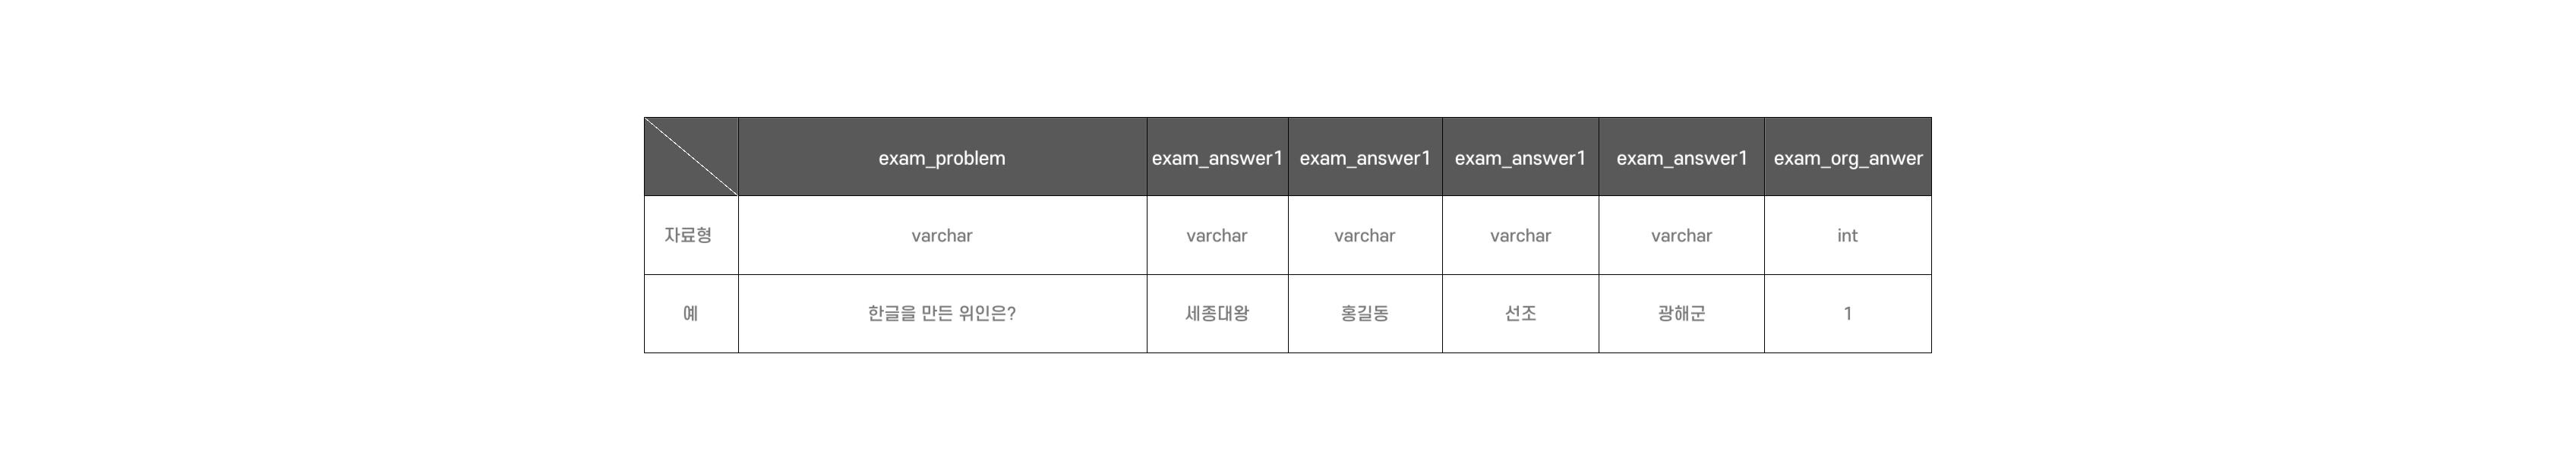 exam_problem exam_answer1 exam_answer1 exam_answer1 exam_answer1 exam_org_anwer
자료형 varchar varchar varchar varchar varchar int
예 한글을 만든 위인은? 세종대왕 홍길동 선조 광해군 1